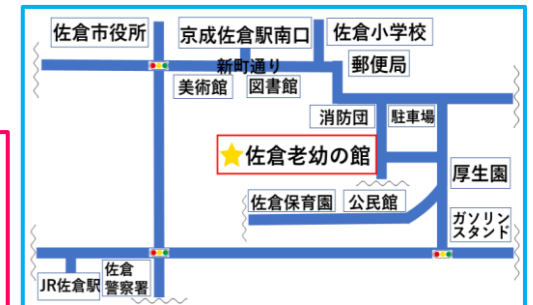 佐倉市役所
京成佐倉駅南口
佐倉小学校
新町通り
郵便局
美術館
図書館
消防団
駐車場
佐倉老幼の館
厚生園
佐倉保育園
公民館
ガソリン
スタンド
JR佐倉駅
佐倉
警察署